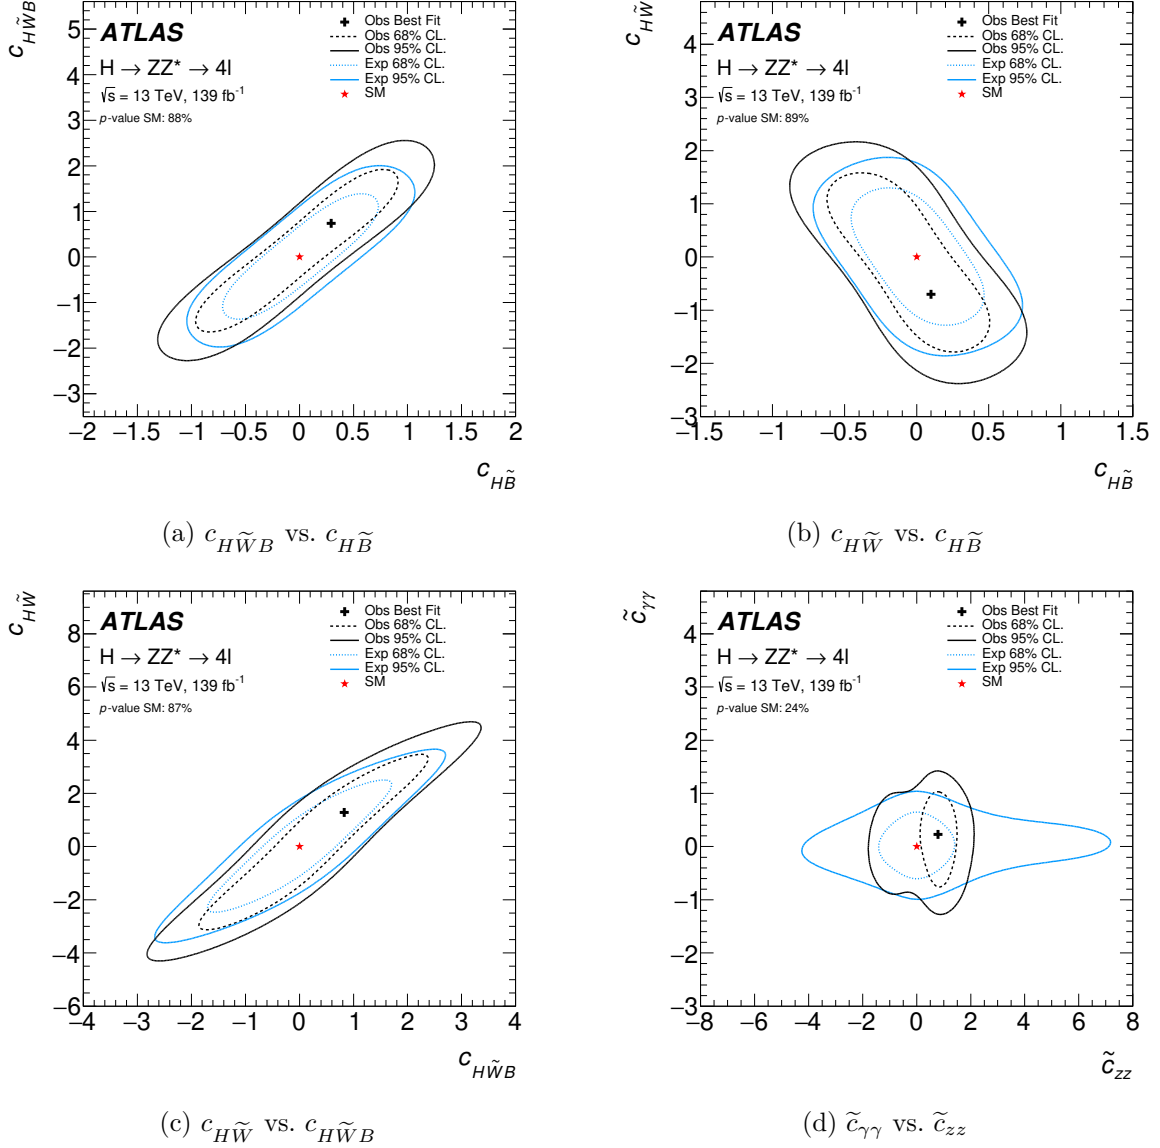 c_{HW̃B}
5
4
3
2
1
0
−1
−2
−3
ATLAS
H → ZZ* → 4l
√s = 13 TeV, 139 fb⁻¹
p-value SM: 88%
Obs Best Fit
Obs 68% CL.
Obs 95% CL.
Exp 68% CL.
Exp 95% CL.
SM
−2 −1.5 −1 −0.5 0 0.5 1 1.5 2
c_{HB̃}
(a) c_{HW̃B} vs. c_{HB̃}
c_{HW̃}
4
3
2
1
0
−1
−2
−3
ATLAS
H → ZZ* → 4l
√s = 13 TeV, 139 fb⁻¹
p-value SM: 89%
Obs Best Fit
Obs 68% CL.
Obs 95% CL.
Exp 68% CL.
Exp 95% CL.
SM
−1.5 −1 −0.5 0 0.5 1 1.5
c_{HB̃}
(b) c_{HW̃} vs. c_{HB̃}
c_{HW̃}
8
6
4
2
0
−2
−4
−6
ATLAS
H → ZZ* → 4l
√s = 13 TeV, 139 fb⁻¹
p-value SM: 87%
Obs Best Fit
Obs 68% CL.
Obs 95% CL.
Exp 68% CL.
Exp 95% CL.
SM
−4 −3 −2 −1 0 1 2 3 4
c_{HW̃B}
(c) c_{HW̃} vs. c_{HW̃B}
c̃_{γγ}
4
3
2
1
0
−1
−2
−3
ATLAS
H → ZZ* → 4l
√s = 13 TeV, 139 fb⁻¹
p-value SM: 24%
Obs Best Fit
Obs 68% CL.
Obs 95% CL.
Exp 68% CL.
Exp 95% CL.
SM
−8 −6 −4 −2 0 2 4 6 8
c̃_{zz}
(d) c̃_{γγ} vs. c̃_{zz}